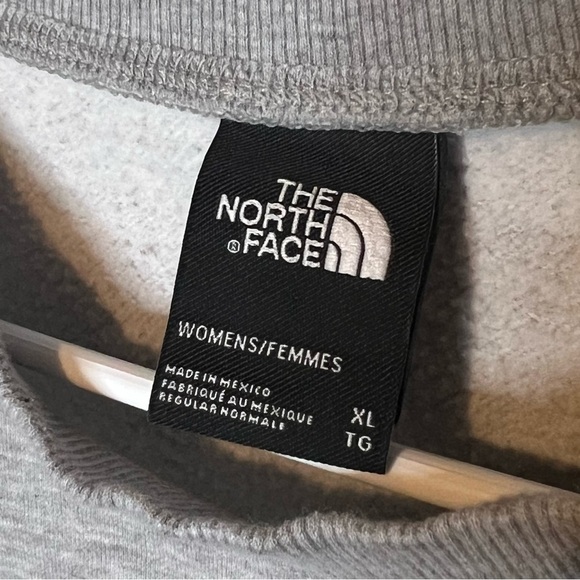 THE
NORTH
®FACE
WOMENS/FEMMES
MADE IN MEXICO
FABRIQUÉ AU MEXIQUE
REGULAR NORMALE
XL
TG